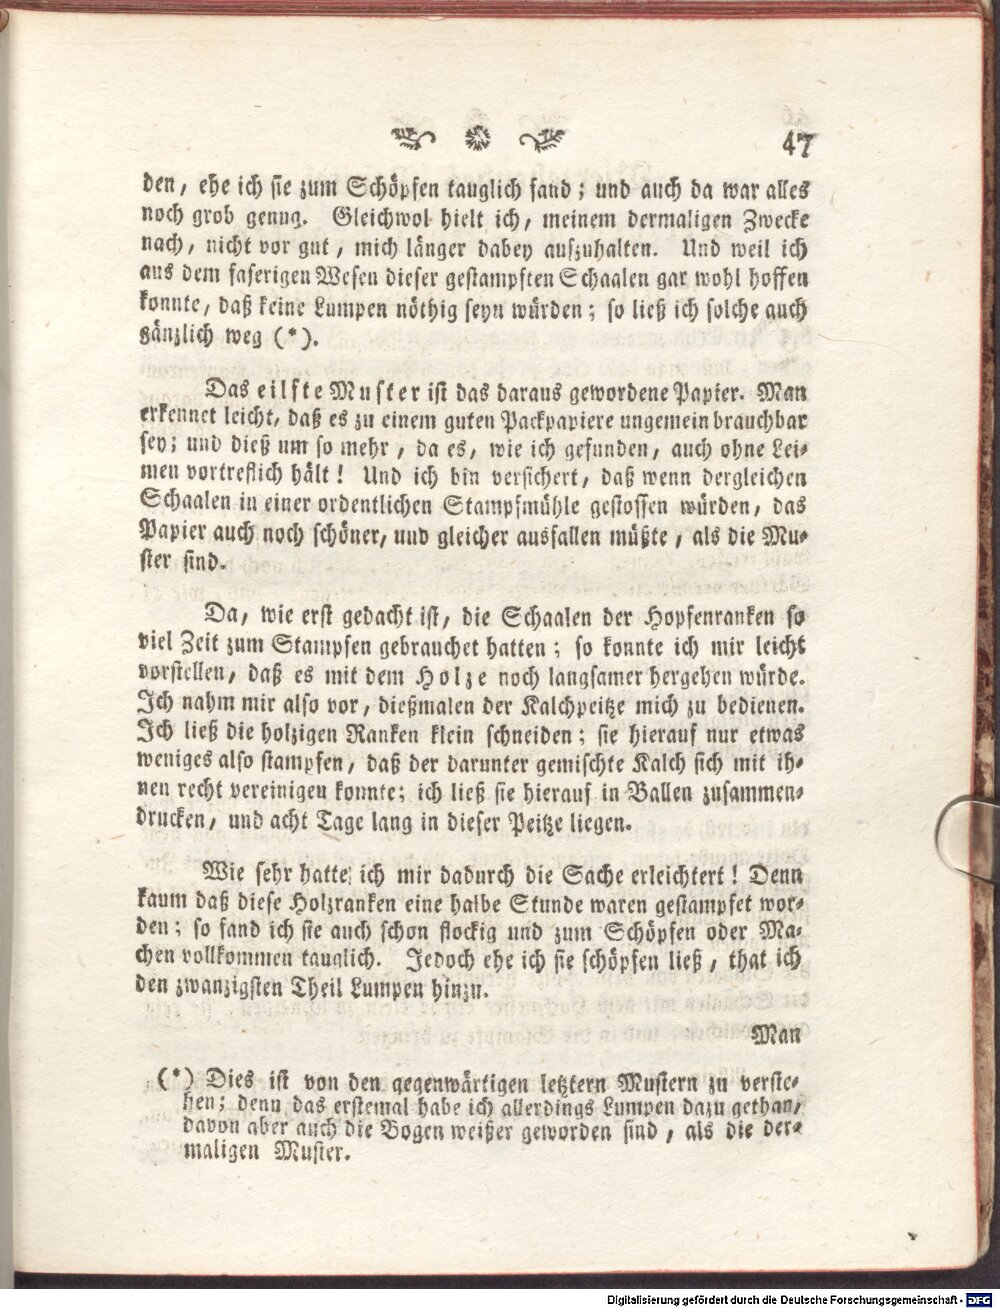 47
den, ehe ich sie zum Schöpfen tauglich fand; und auch da war alles
noch grob genug. Gleichwol hielt ich, meinem dermaligen Zwecke
nach, nicht vor gut, mich länger dabey aufzuhalten. Und weil ich
aus dem faserigen Wesen dieser gestampften Schaalen gar wohl hoffen
konnte, daß keine Lumpen nöthig seyn würden; so ließ ich solche auch
gänzlich weg (*).
Das eilfte Muster ist das daraus gewordene Papier. Man
erkennet leicht, daß es zu einem guten Packpapiere ungemein brauchbar
sey; und dieß um so mehr, da es, wie ich gefunden, auch ohne Lei-
men vortreflich hält! Und ich bin versichert, daß wenn dergleichen
Schaalen in einer ordentlichen Stampfmühle gestossen würden, das
Papier auch noch schöner, und gleicher ausfallen müßte, als die Mu-
ster sind.
Da, wie erst gedacht ist, die Schaalen der Hopfenranken so
viel Zeit zum Stampfen gebrauchet hatten; so konnte ich mir leicht
vorstellen, daß es mit dem Holze noch langsamer hergehen würde.
Ich nahm mir also vor, dießmalen der Kalchpeitze mich zu bedienen.
Ich ließ die holzigen Ranken klein schneiden; sie hierauf nur etwas
weniges also stampfen, daß der darunter gemischte Kalch sich mit ih-
nen recht vereinigen konnte; ich ließ sie hierauf in Ballen zusammen-
drucken, und acht Tage lang in dieser Peitze liegen.
Wie sehr hatte ich mir dadurch die Sache erleichtert! Denn
kaum daß diese Holzranken eine halbe Stunde waren gestampfet wor-
den; so fand ich sie auch schon flockig und zum Schöpfen oder Ma-
chen vollkommen tauglich. Jedoch ehe ich sie schöpfen ließ, that ich
den zwanzigsten Theil Lumpen hinzu.
Man
(*) Dies ist von den gegenwärtigen letztern Mustern zu verste-
hen; denn das erstemal habe ich allerdings Lumpen dazu gethan,
davon aber auch die Bogen weißer geworden sind, als die der-
maligen Muster.
Digitalisierung gefördert durch die Deutsche Forschungsgemeinschaft - DFG